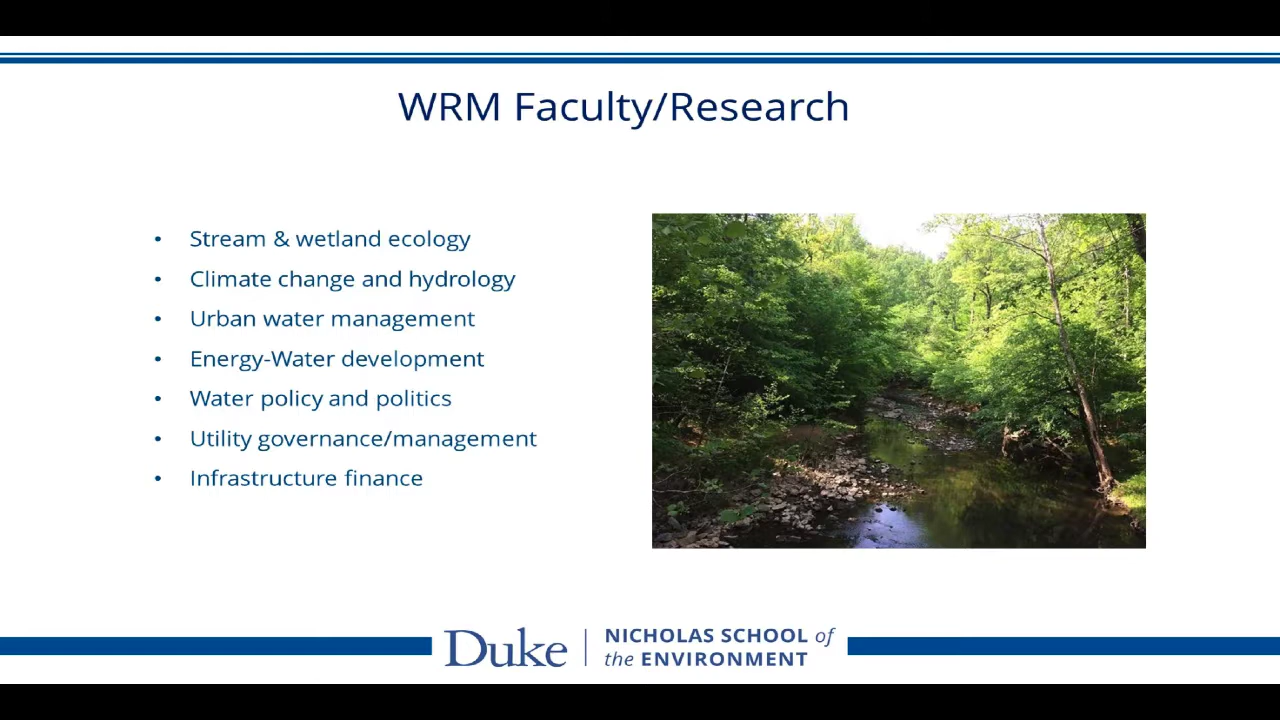 WRM Faculty/Research
• Stream & wetland ecology
• Climate change and hydrology
• Urban water management
• Energy-Water development
• Water policy and politics
• Utility governance/management
• Infrastructure finance
Duke
NICHOLAS SCHOOL of
the ENVIRONMENT